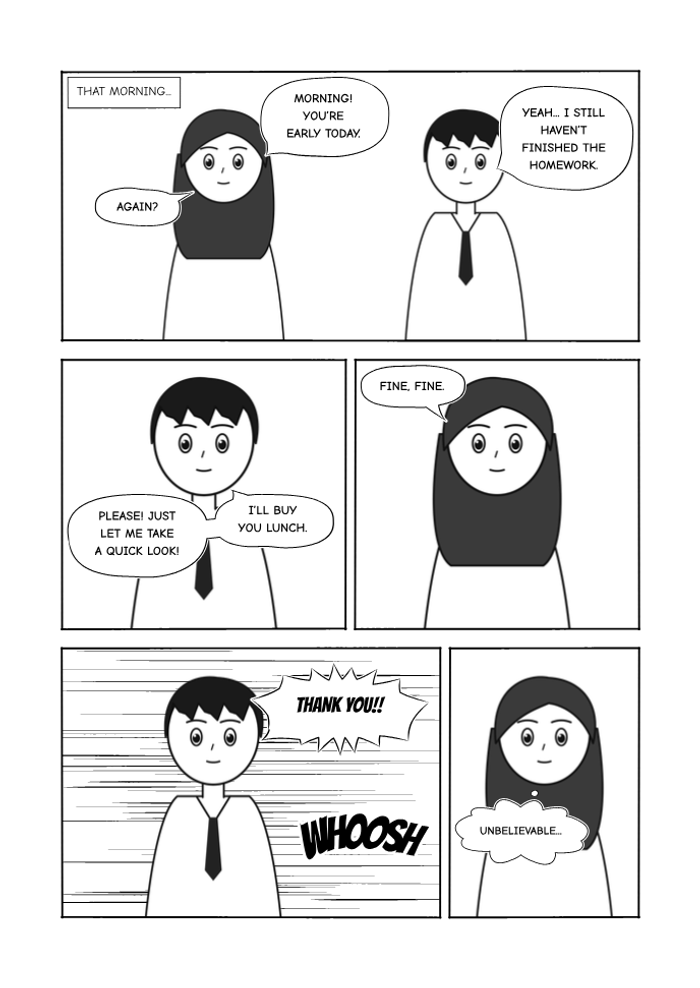 THAT MORNING...
MORNING!
YOU'RE
EARLY TODAY.
YEAH... I STILL
HAVEN'T
FINISHED THE
HOMEWORK.
AGAIN?
PLEASE! JUST
LET ME TAKE
A QUICK LOOK!
I'LL BUY
YOU LUNCH.
FINE, FINE.
THANK YOU!!
WHOOSH
UNBELIEVABLE...